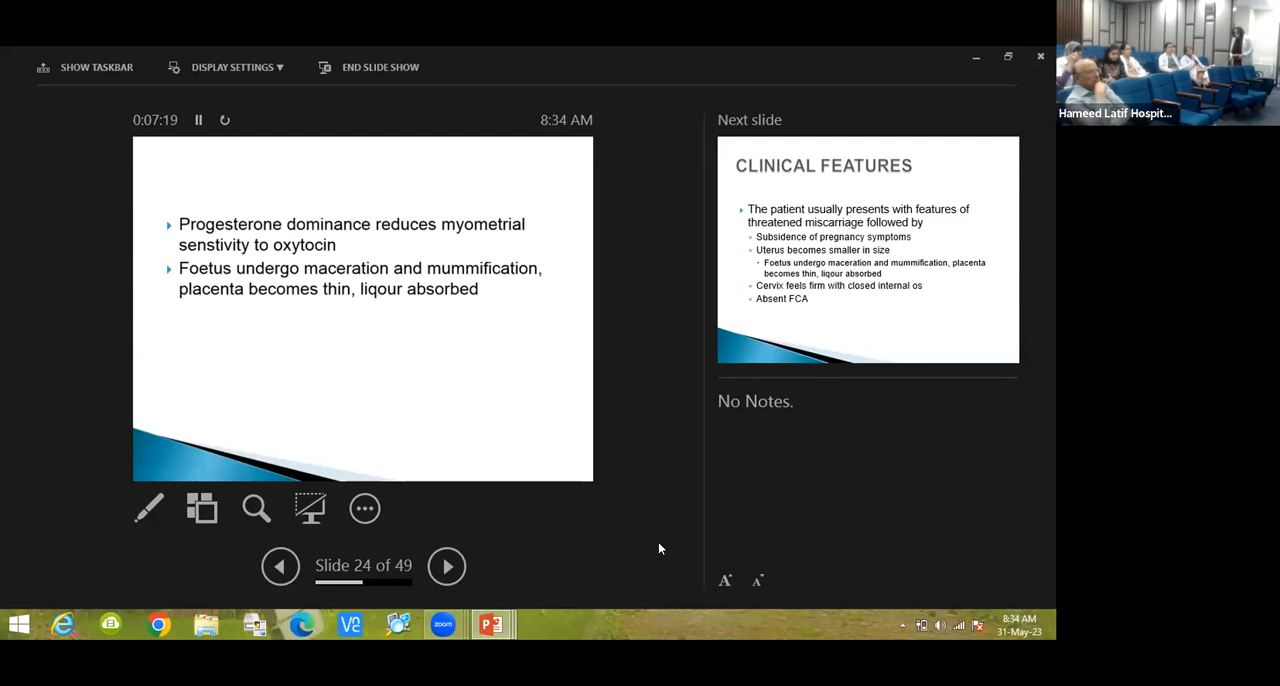 SHOW TASKBAR
DISPLAY SETTINGS ▼
END SLIDE SHOW
0:07:19
8:34 AM
Progesterone dominance reduces myometrial
senstivity to oxytocin
Foetus undergo maceration and mummification,
placenta becomes thin, liqour absorbed
Slide 24 of 49
Next slide
CLINICAL FEATURES
The patient usually presents with features of
threatened miscarriage followed by
Subsidence of pregnancy symptoms
Uterus becomes smaller in size
Foetus undergo maceration and mummification, placenta
becomes thin, liqour absorbed
Cervix feels firm with closed internal os
Absent FCA
No Notes.
A A
Hameed Latif Hospit...
zoom
8:34 AM
31-May-23